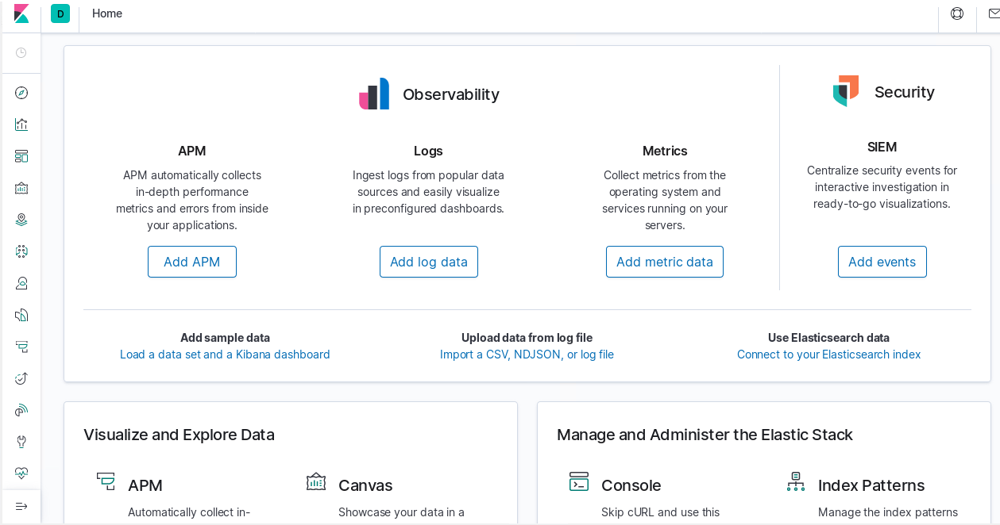 D
Home
Observability
Security
APM
APM automatically collects
in-depth performance
metrics and errors from inside
your applications.
Add APM
Logs
Ingest logs from popular data
sources and easily visualize
in preconfigured dashboards.
Add log data
Metrics
Collect metrics from the
operating system and
services running on your
servers.
Add metric data
SIEM
Centralize security events for
interactive investigation in
ready-to-go visualizations.
Add events
Add sample data
Load a data set and a Kibana dashboard
Upload data from log file
Import a CSV, NDJSON, or log file
Use Elasticsearch data
Connect to your Elasticsearch index
Visualize and Explore Data
APM
Automatically collect in-
Canvas
Showcase your data in a
Manage and Administer the Elastic Stack
Console
Skip cURL and use this
Index Patterns
Manage the index patterns